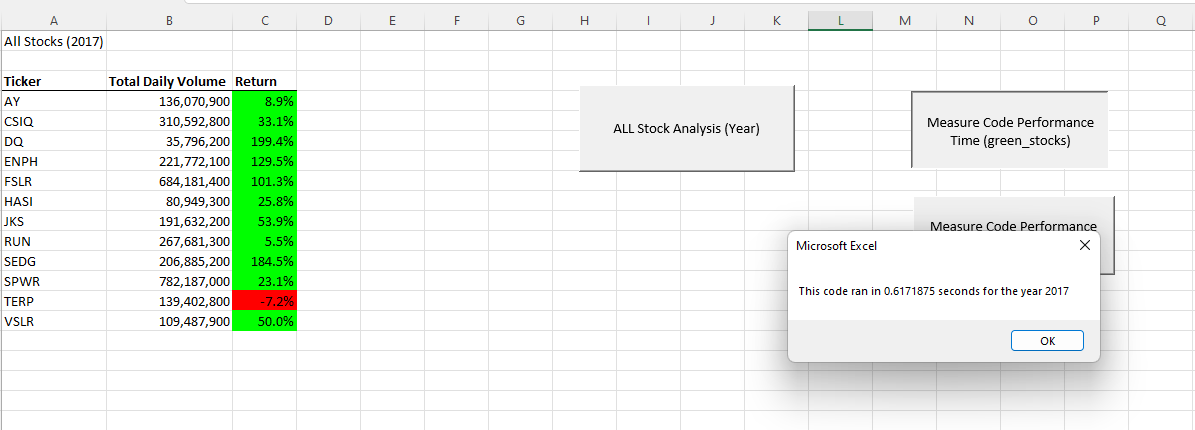 A B C D E F G H I J K L M N O P Q
All Stocks (2017)
Ticker Total Daily Volume Return
AY 136,070,900 8.9%
CSIQ 310,592,800 33.1%
DQ 35,796,200 199.4%
ENPH 221,772,100 129.5%
FSLR 684,181,400 101.3%
HASI 80,949,300 25.8%
JKS 191,632,200 53.9%
RUN 267,681,300 5.5%
SEDG 206,885,200 184.5%
SPWR 782,187,000 23.1%
TERP 139,402,800 -7.2%
VSLR 109,487,900 50.0%
ALL Stock Analysis (Year)
Measure Code Performance
Time (green_stocks)
Measure Code Performance
Microsoft Excel
This code ran in 0.6171875 seconds for the year 2017
OK